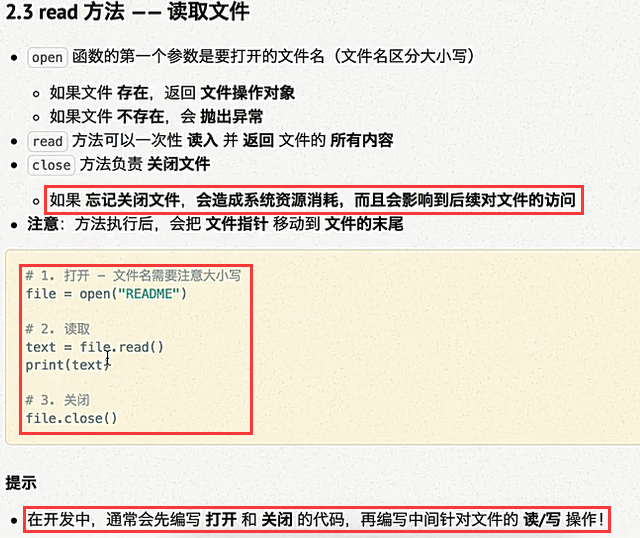 2.3 read 方法 —— 读取文件
open 函数的第一个参数是要打开的文件名（文件名区分大小写）
如果文件 存在，返回 文件操作对象
如果文件 不存在，会 抛出异常
read 方法可以一次性 读入 并 返回 文件的 所有内容
close 方法负责 关闭文件
如果 忘记关闭文件，会造成系统资源消耗，而且会影响到后续对文件的访问
注意：方法执行后，会把 文件指针 移动到 文件的末尾
# 1. 打开 - 文件名需要注意大小写
file = open("README")
# 2. 读取
text = file.read()
print(text)
# 3. 关闭
file.close()
提示
在开发中，通常会先编写 打开 和 关闭 的代码，再编写中间针对文件的 读/写 操作！